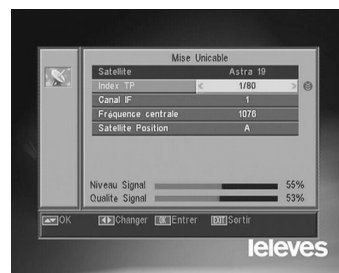 Mise Unicable
Satellite Astra 19
Index TP 1/80
Canal IF 1
Fréquence centrale 1076
Satellite Position A
Niveau Signal 55%
Qualite Signal 53%
OK Changer OK Entrer EXIT Sortir
leleves